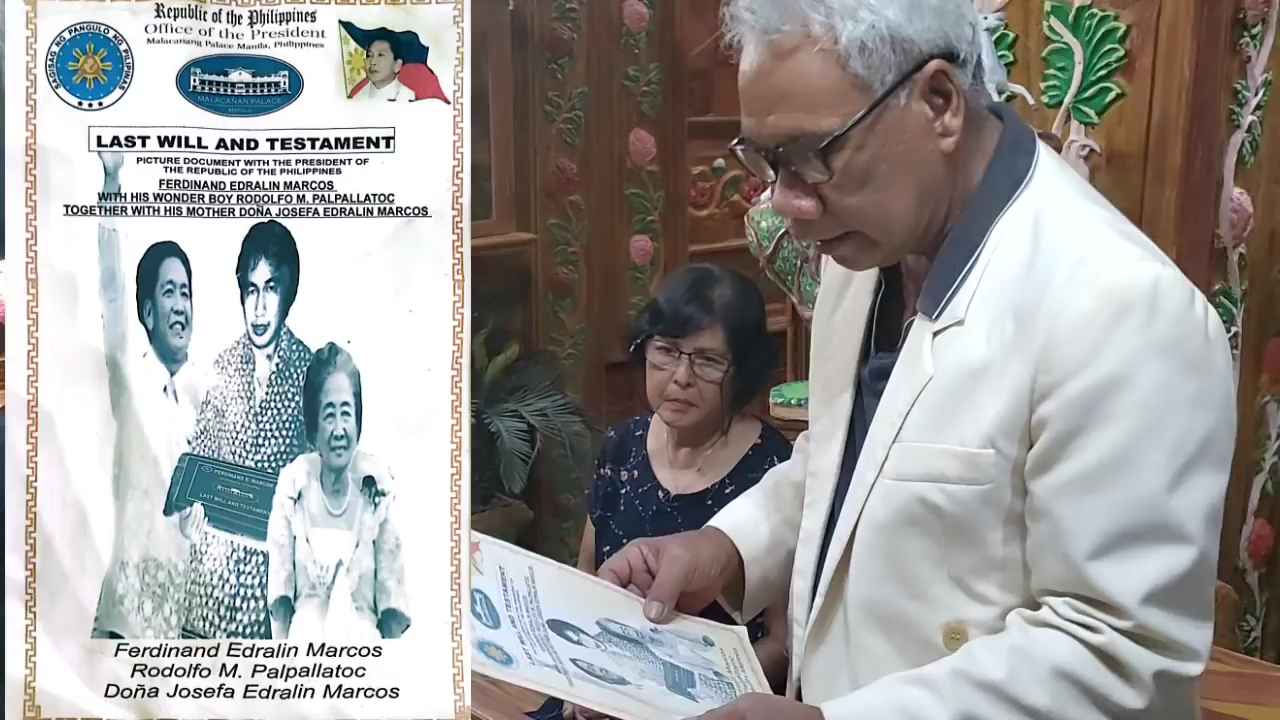 Republic of the Philippines
Office of the President
Malacanang Palace Manila, Philippines
SAGISAG NG PANGULO NG PILIPINAS
MALACAÑAN PALACE
MANILA
LAST WILL AND TESTAMENT
PICTURE DOCUMENT WITH THE PRESIDENT OF
THE REPUBLIC OF THE PHILIPPINES
FERDINAND EDRALIN MARCOS
WITH HIS WONDER BOY RODOLFO M. PALPALLATOC
TOGETHER WITH HIS MOTHER DOÑA JOSEFA EDRALIN MARCOS
FERDINAND E. MARCOS
LAST WILL AND TESTAMENT
Ferdinand Edralin Marcos
Rodolfo M. Palpallatoc
Doña Josefa Edralin Marcos
LAST WILL AND TESTAMENT